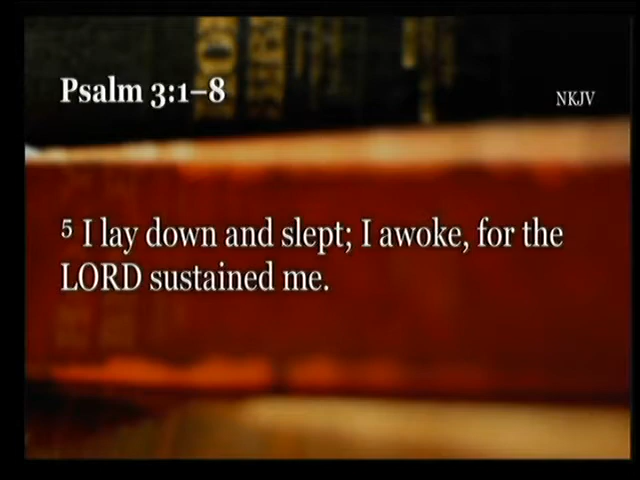 Psalm 3:1–8
NKJV
5 I lay down and slept; I awoke, for the
LORD sustained me.